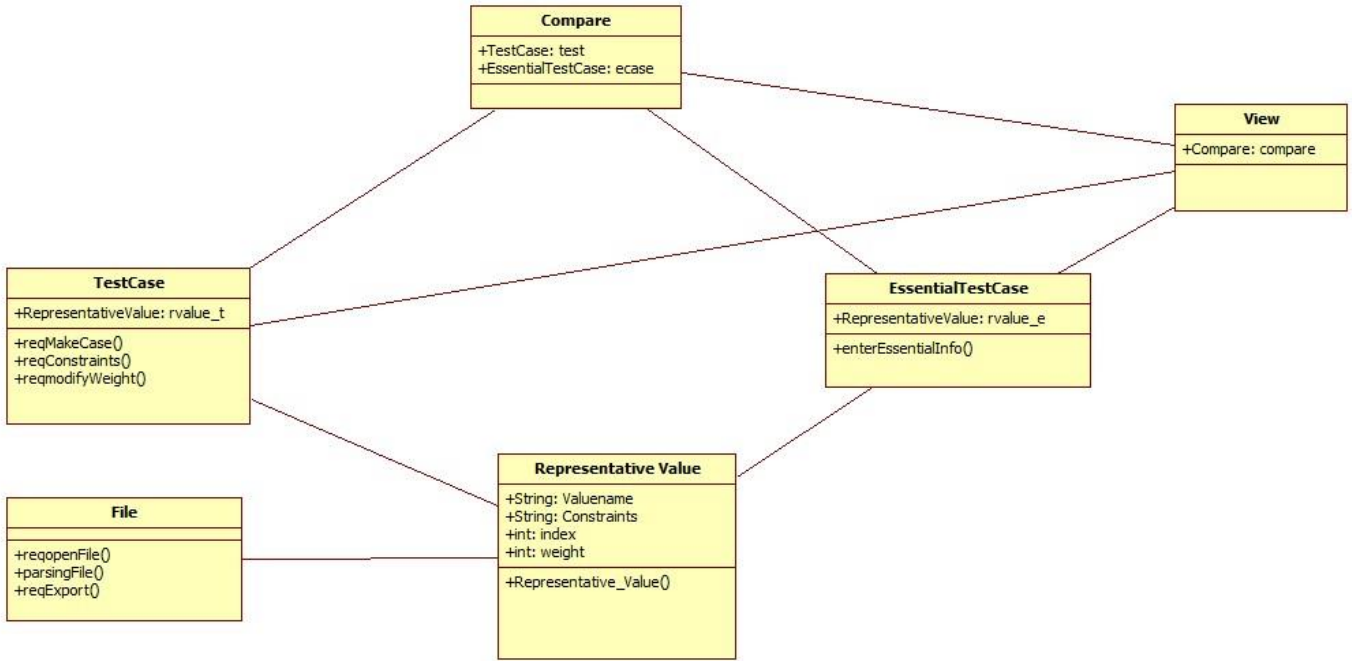 Compare
+TestCase: test
+EssentialTestCase: ecase
View
+Compare: compare
TestCase
+RepresentativeValue: rvalue_t
+reqMakeCase()
+reqConstraints()
+reqmodifyWeight()
EssentialTestCase
+RepresentativeValue: rvalue_e
+enterEssentialInfo()
Representative Value
+String: Valuename
+String: Constraints
+int: index
+int: weight
+Representative_Value()
File
+reqopenFile()
+parsingFile()
+reqExport()